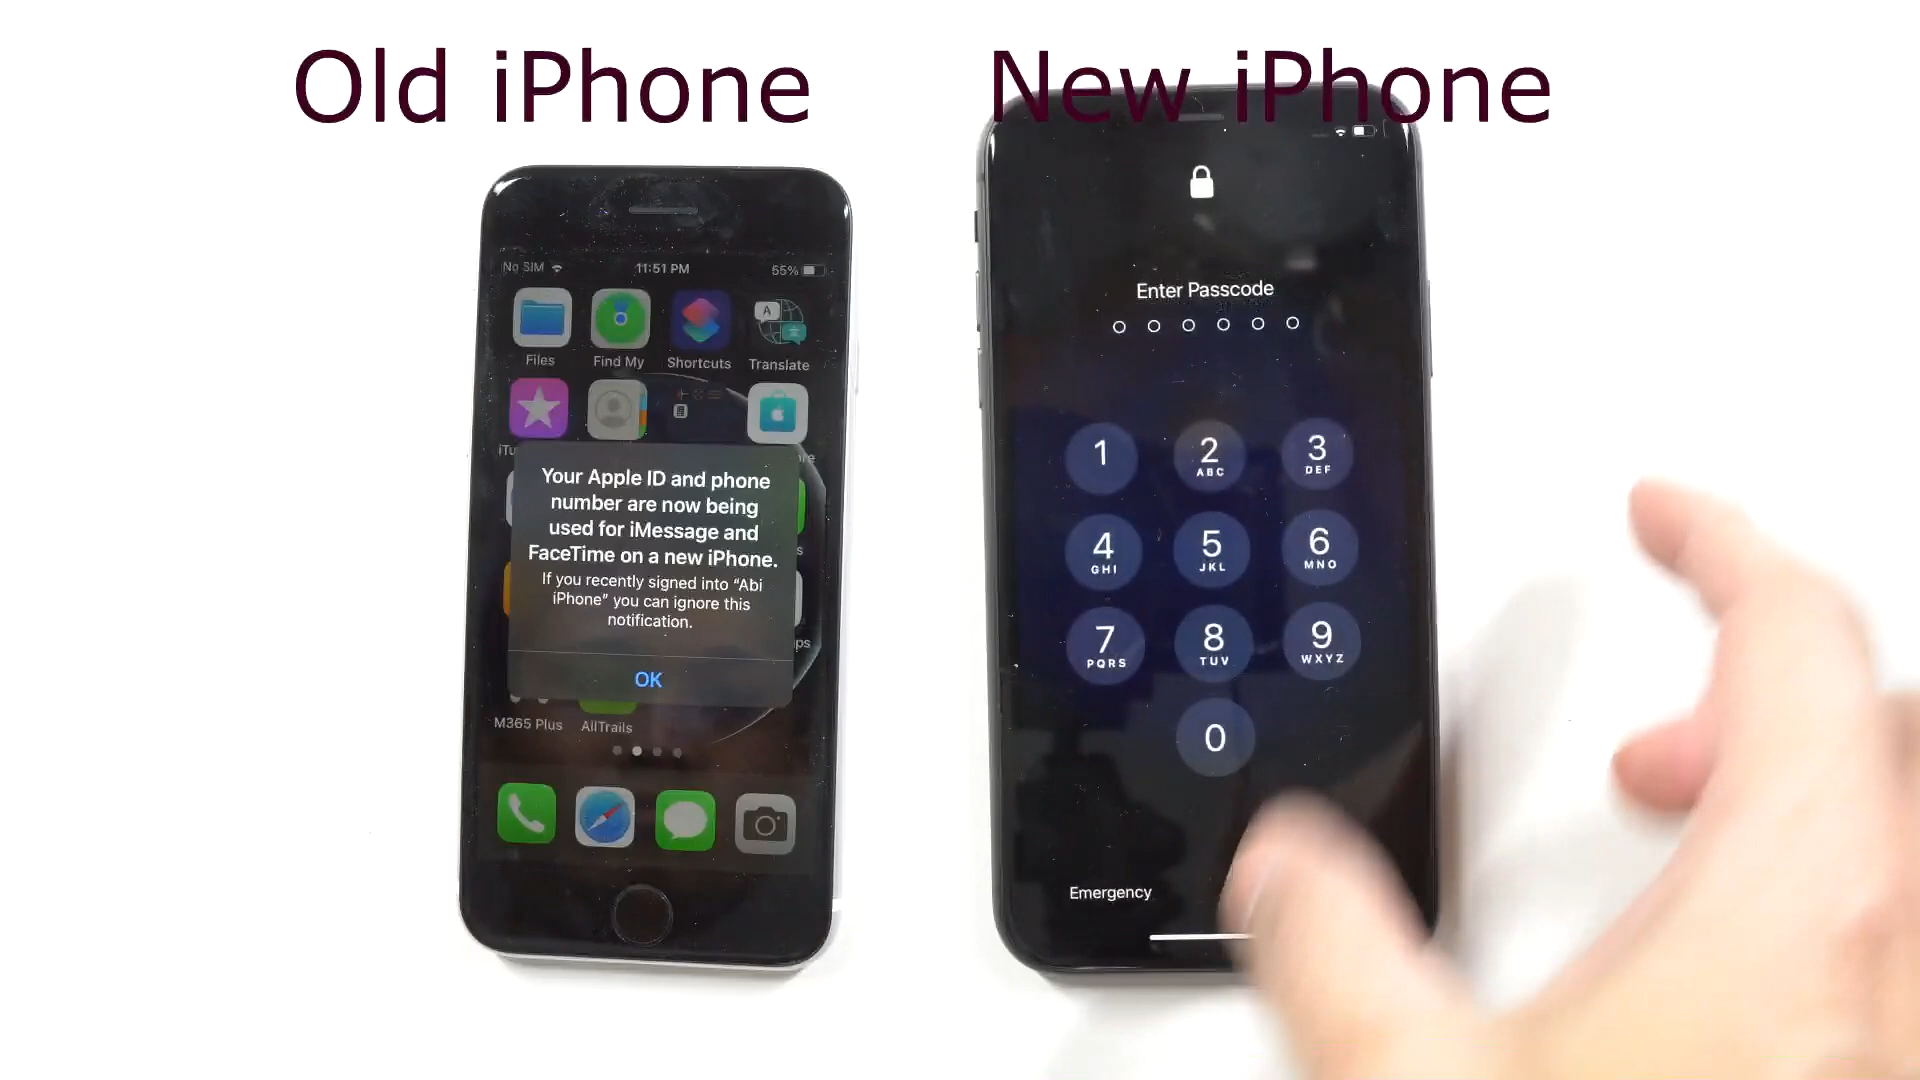 Old iPhone
New iPhone
No SIM
11:51 PM
55%
Files
Find My
Shortcuts
Translate
Your Apple ID and phone
number are now being
used for iMessage and
FaceTime on a new iPhone.
If you recently signed into “Abi
iPhone” you can ignore this
notification.
OK
M365 Plus
AllTrails
Enter Passcode
1
2
ABC
3
DEF
4
GHI
5
JKL
6
MNO
7
PQRS
8
TUV
9
WXYZ
0
Emergency